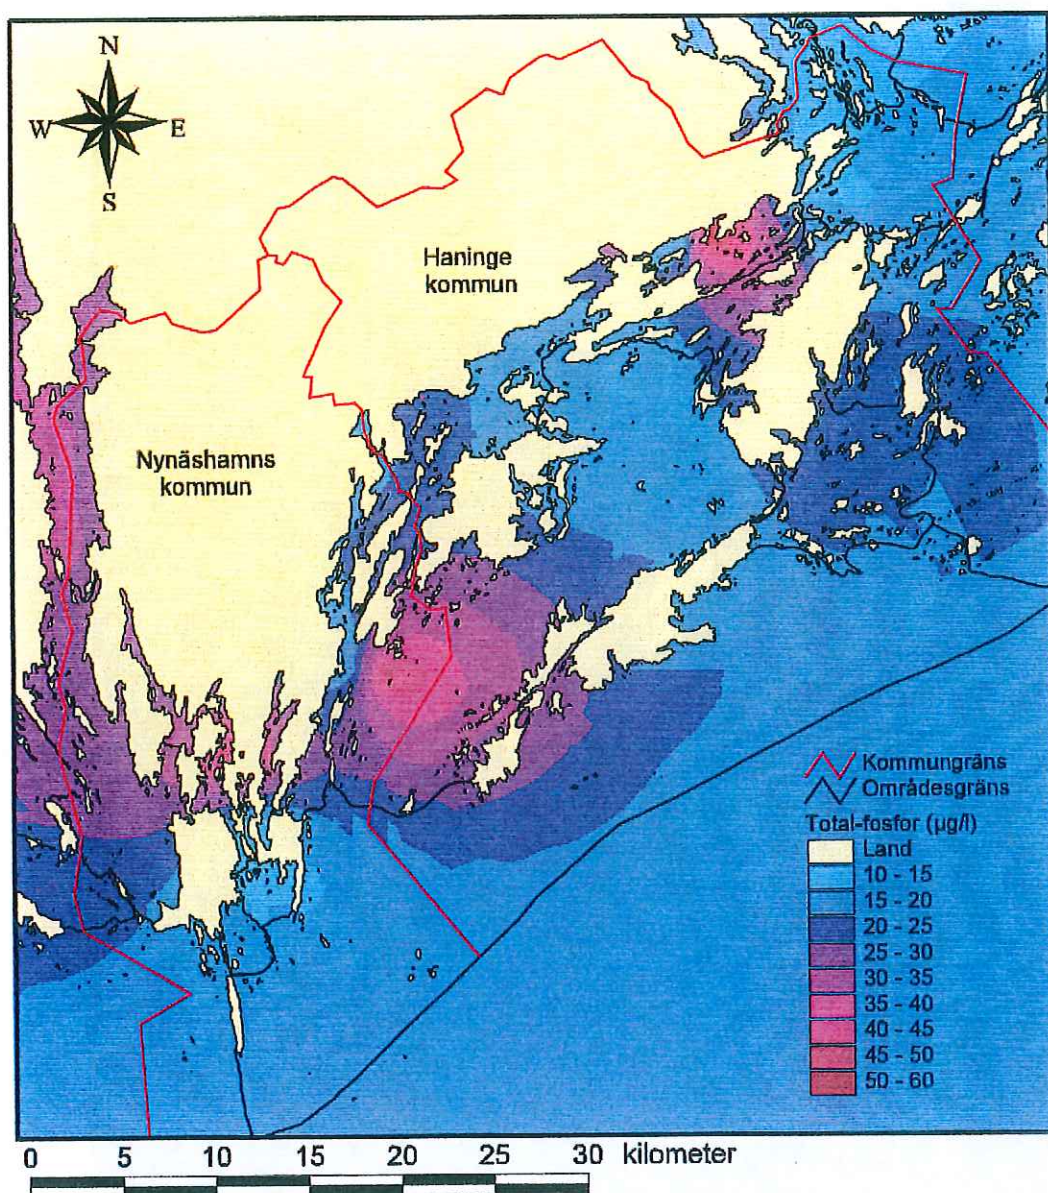 N
W E
S
Haninge
kommun
Nynäshamns
kommun
Kommungräns
Områdesgräns
Total-fosfor (µg/l)
Land
10 - 15
15 - 20
20 - 25
25 - 30
30 - 35
35 - 40
40 - 45
45 - 50
50 - 60
0 5 10 15 20 25 30 kilometer